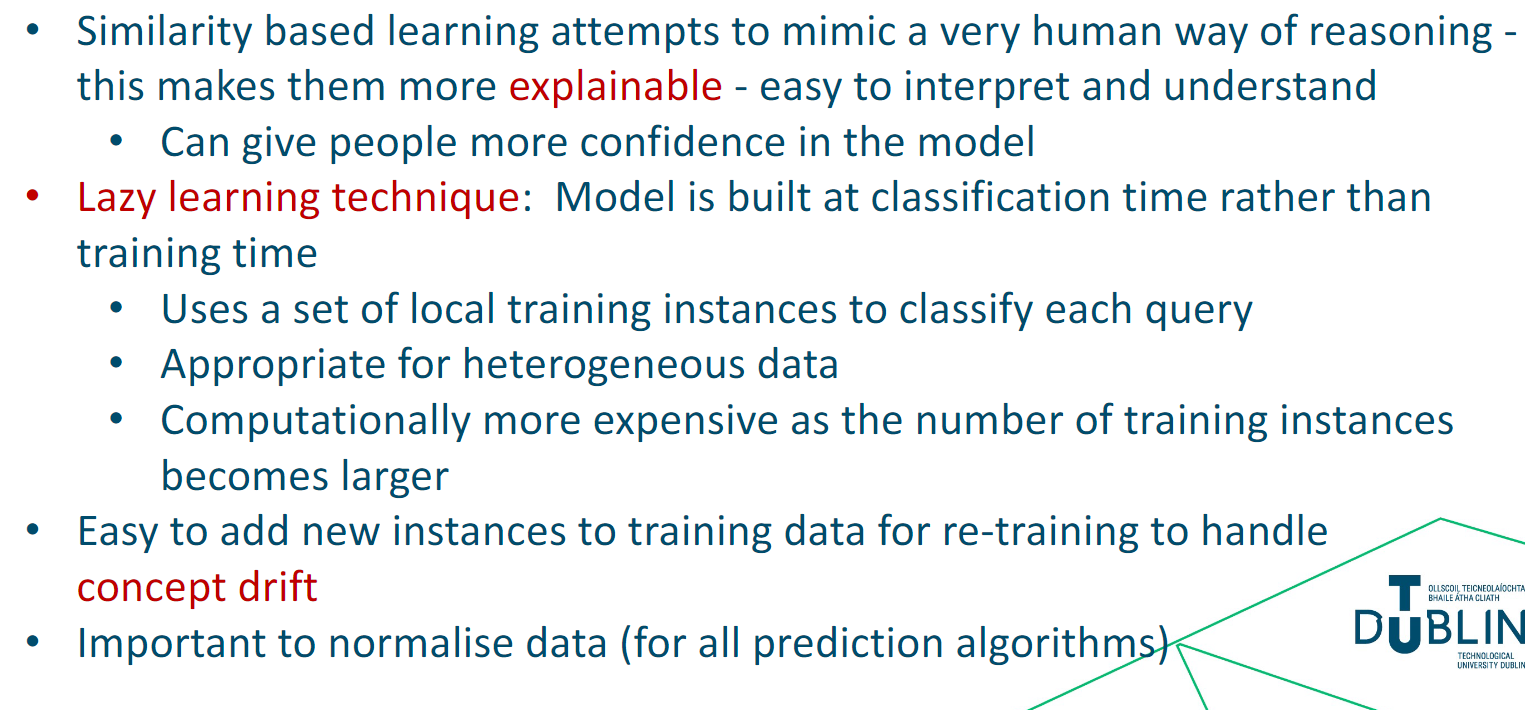 • Similarity based learning attempts to mimic a very human way of reasoning -
this makes them more explainable - easy to interpret and understand
• Can give people more confidence in the model
• Lazy learning technique:  Model is built at classification time rather than
training time
• Uses a set of local training instances to classify each query
• Appropriate for heterogeneous data
• Computationally more expensive as the number of training instances
becomes larger
• Easy to add new instances to training data for re-training to handle
concept drift
• Important to normalise data (for all prediction algorithms)
OLLSCOIL TEICNEOLAÍOCHTA
BHAILE ÁTHA CLIATH
TU DUBLIN
TECHNOLOGICAL
UNIVERSITY DUBLIN